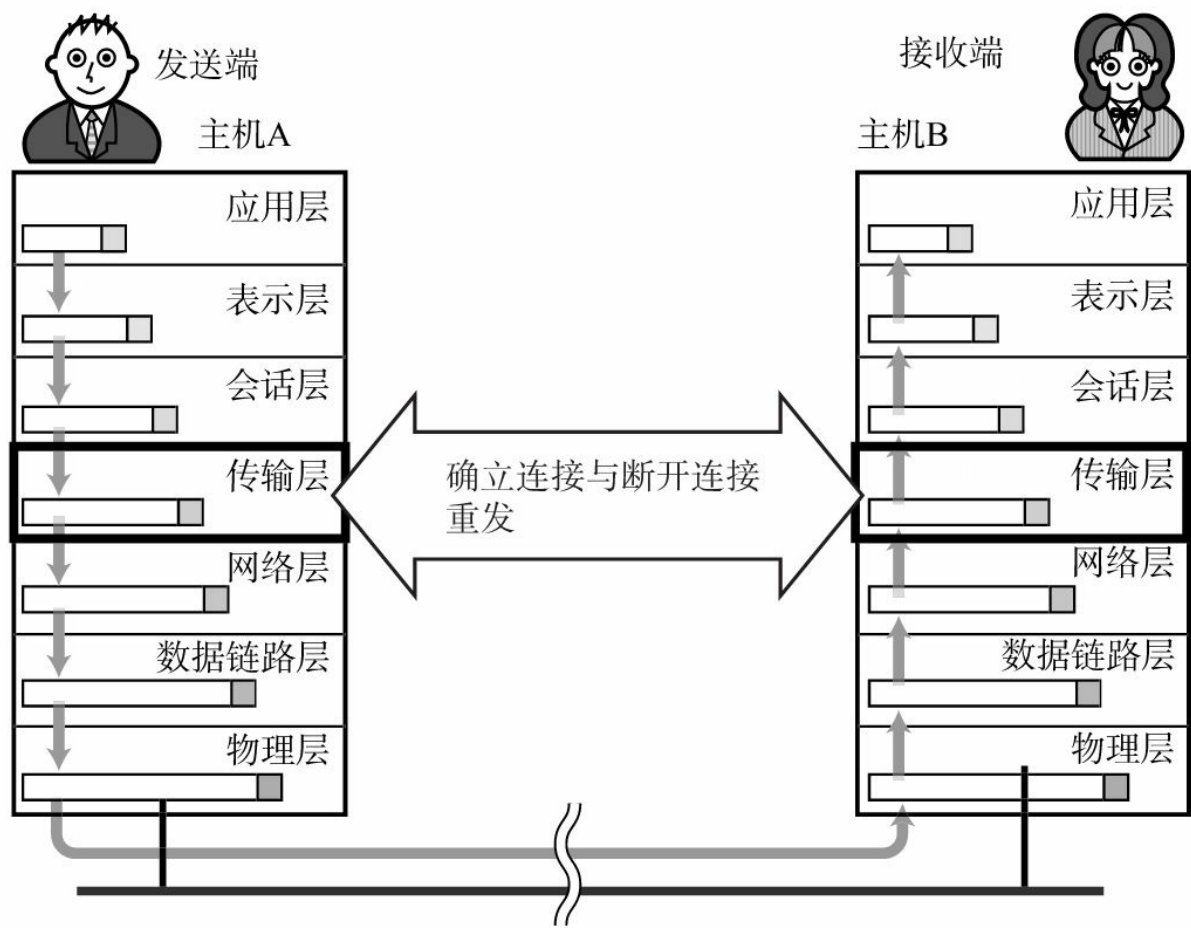 发送端
主机A
应用层
表示层
会话层
传输层
网络层
数据链路层
物理层
确立连接与断开连接
重发
接收端
主机B
应用层
表示层
会话层
传输层
网络层
数据链路层
物理层